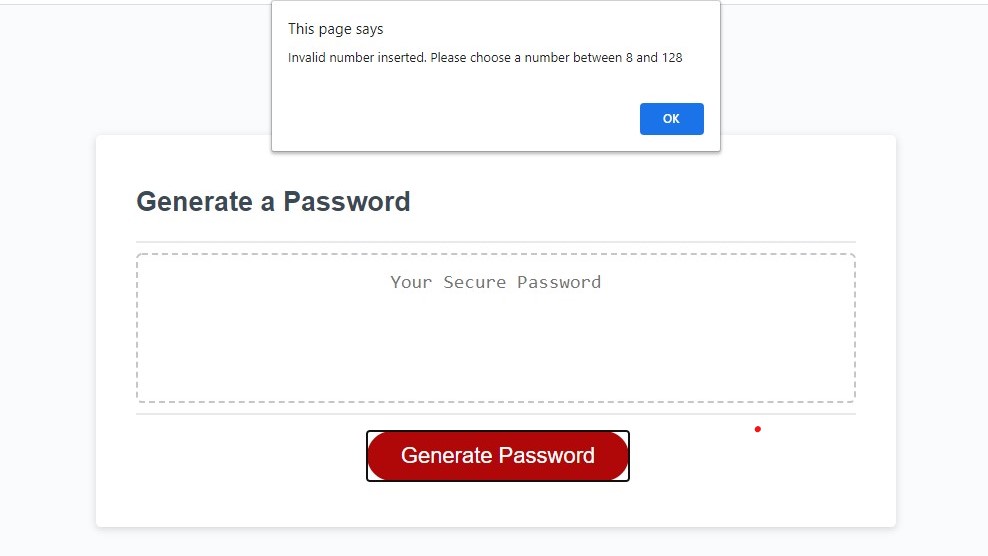 This page says
Invalid number inserted. Please choose a number between 8 and 128
OK
Generate a Password
Your Secure Password
Generate Password